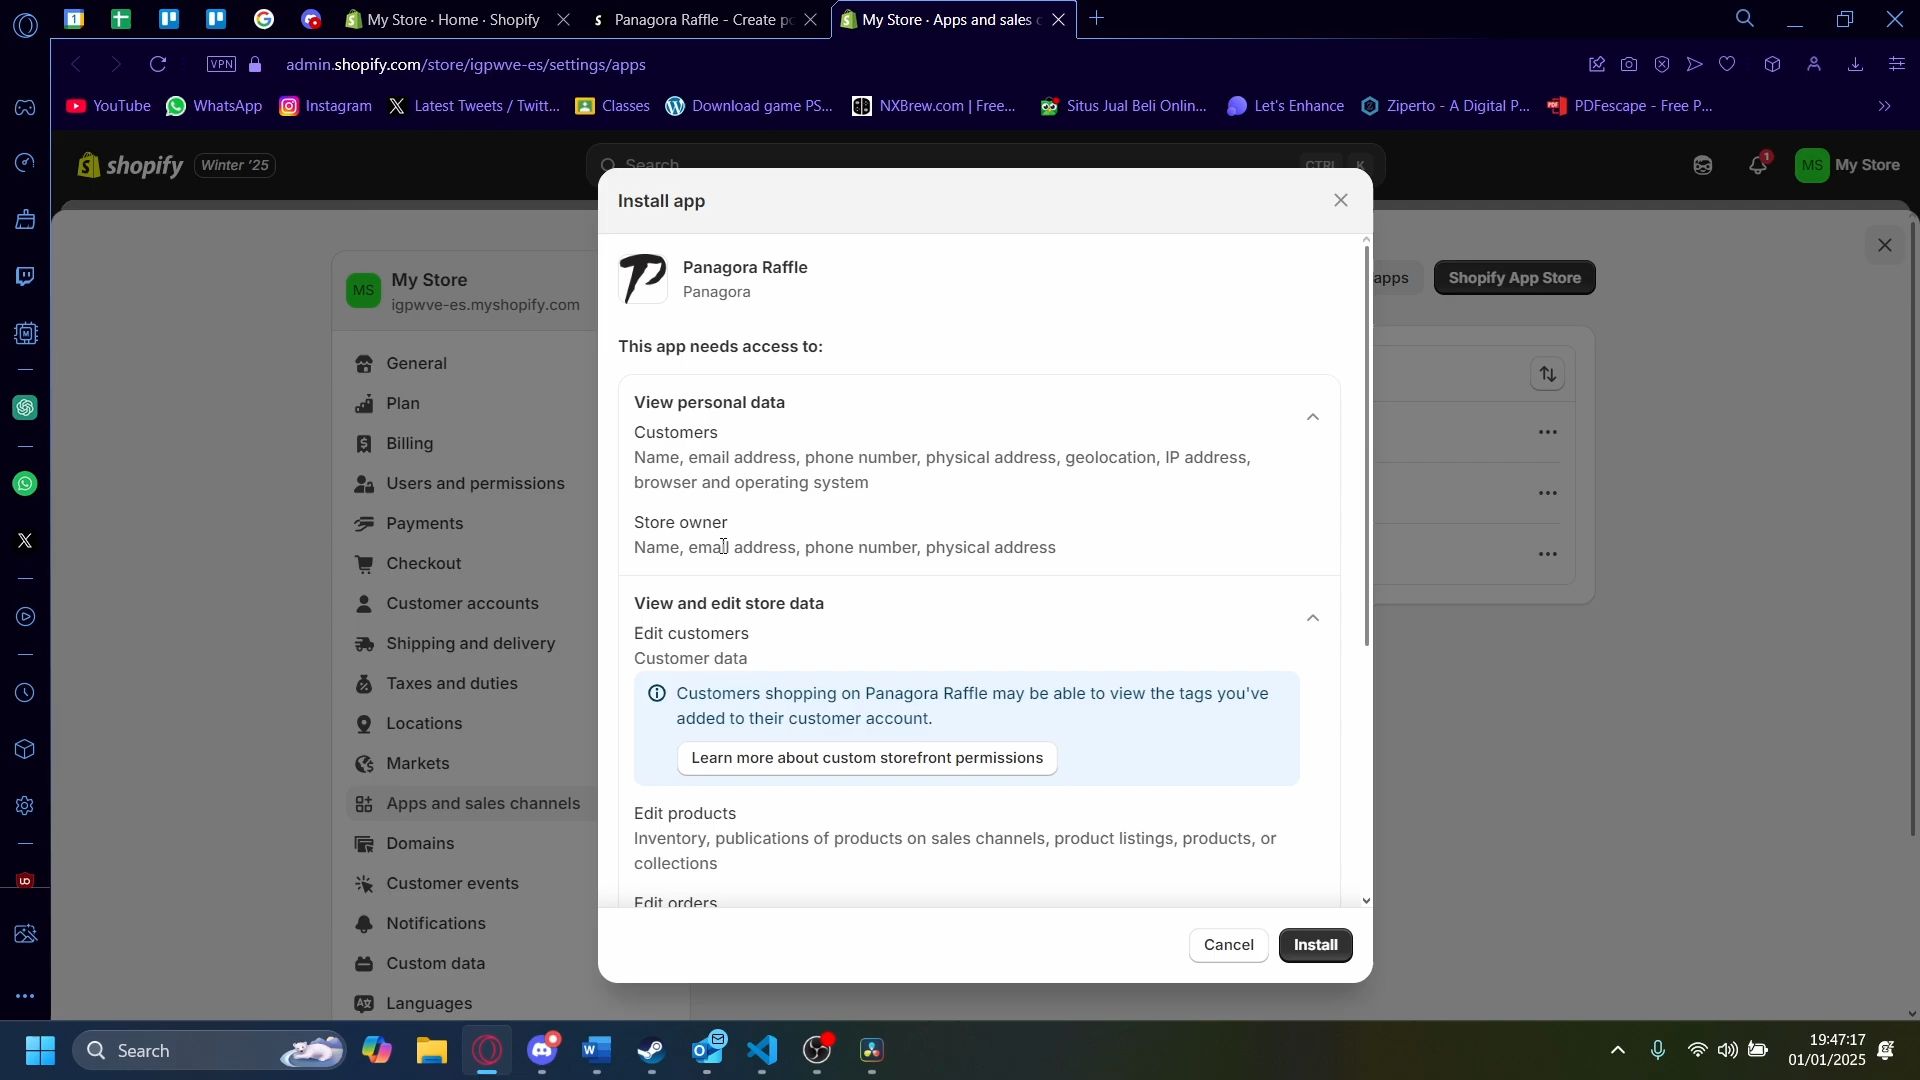 My Store · Home · Shopify
Panagora Raffle - Create po
My Store · Apps and sales c
VPN
admin.shopify.com/store/igpwve-es/settings/apps
YouTube
WhatsApp
Instagram
Latest Tweets / Twitt...
Classes
Download game PS...
NXBrew.com | Free...
Situs Jual Beli Onlin...
Let's Enhance
Ziperto - A Digital P...
PDFescape - Free P...
shopify
Winter '25
Search
CTRL K
1
MS
My Store
Install app
MS
My Store
igpwve-es.myshopify.com
apps
Shopify App Store
General
Plan
Billing
Users and permissions
Payments
Checkout
Customer accounts
Shipping and delivery
Taxes and duties
Locations
Markets
Apps and sales channels
Domains
Customer events
Notifications
Custom data
Languages
Panagora Raffle
Panagora
This app needs access to:
View personal data
Customers
Name, email address, phone number, physical address, geolocation, IP address,
browser and operating system
Store owner
Name, email address, phone number, physical address
View and edit store data
Edit customers
Customer data
Customers shopping on Panagora Raffle may be able to view the tags you've
added to their customer account.
Learn more about custom storefront permissions
Edit products
Inventory, publications of products on sales channels, product listings, products, or
collections
Edit orders
Cancel
Install
Search
19:47:17
01/01/2025